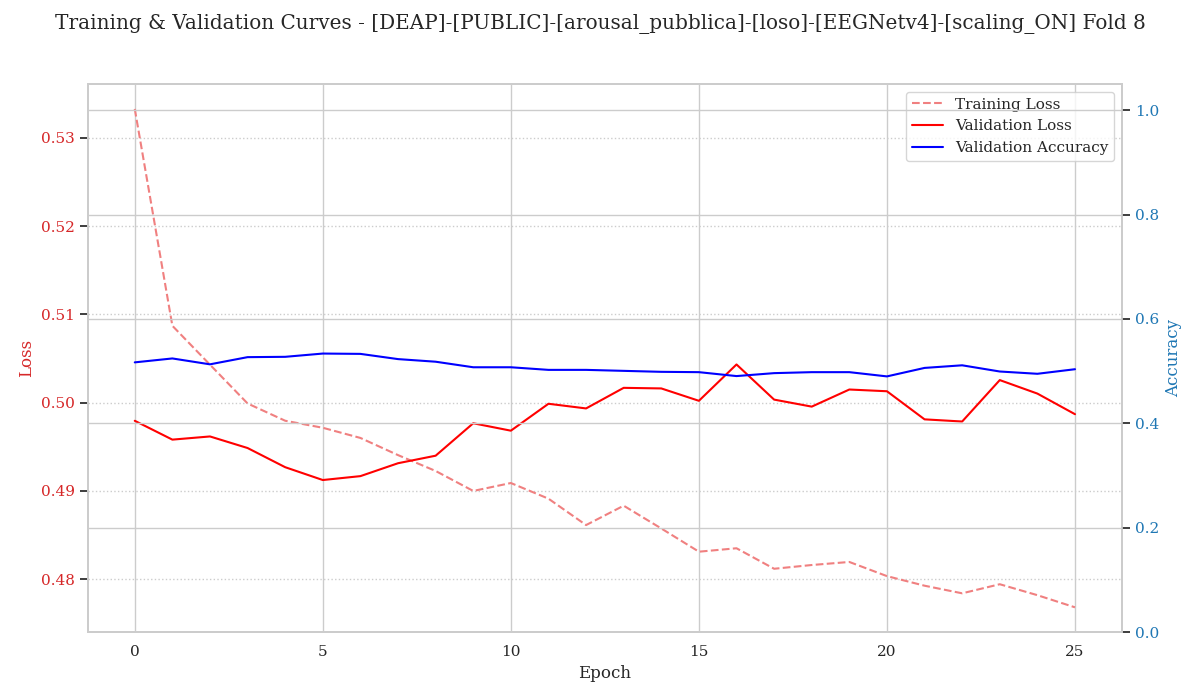 Training & Validation Curves - [DEAP]-[PUBLIC]-[arousal_pubblica]-[loso]-[EEGNetv4]-[scaling_ON] Fold 8
Training Loss
Validation Loss
Validation Accuracy
0.53
0.52
0.51
0.50
0.49
0.48
Loss
1.0
0.8
0.6
0.4
0.2
0.0
Accuracy
0 5 10 15 20 25
Epoch